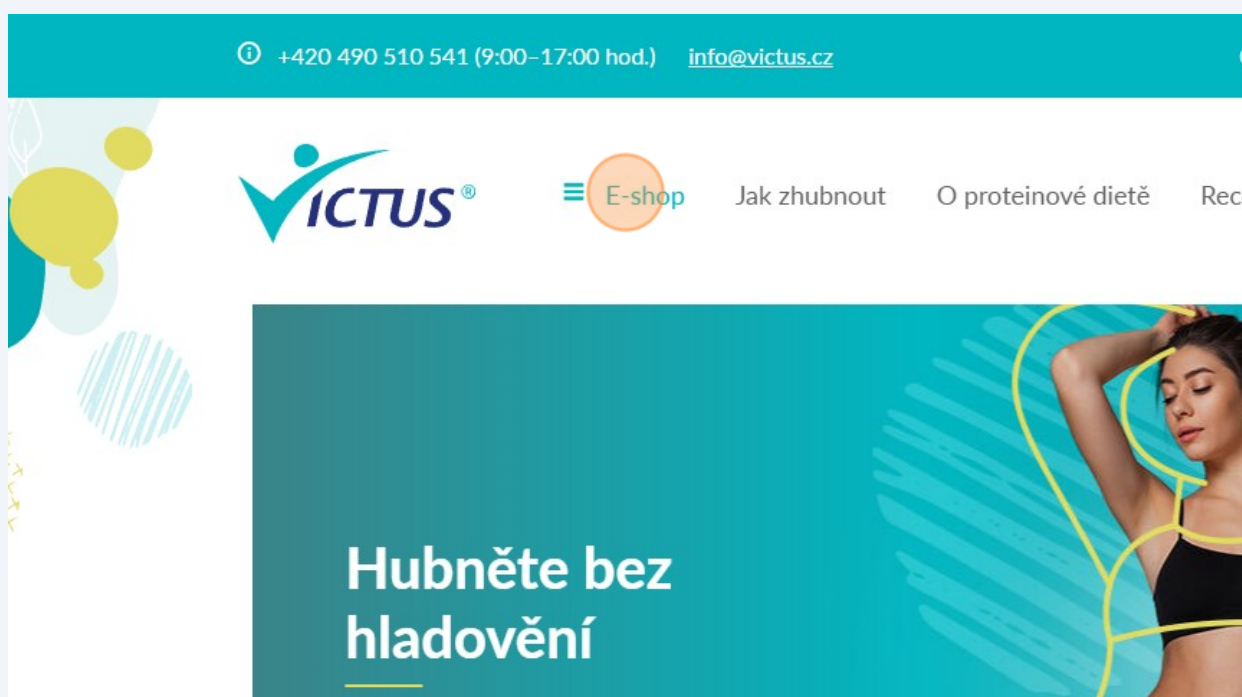 +420 490 510 541 (9:00–17:00 hod.) info@victus.cz
VICTUS®
E-shop Jak zhubnout O proteinové dietě
Hubněte bez
hladovění